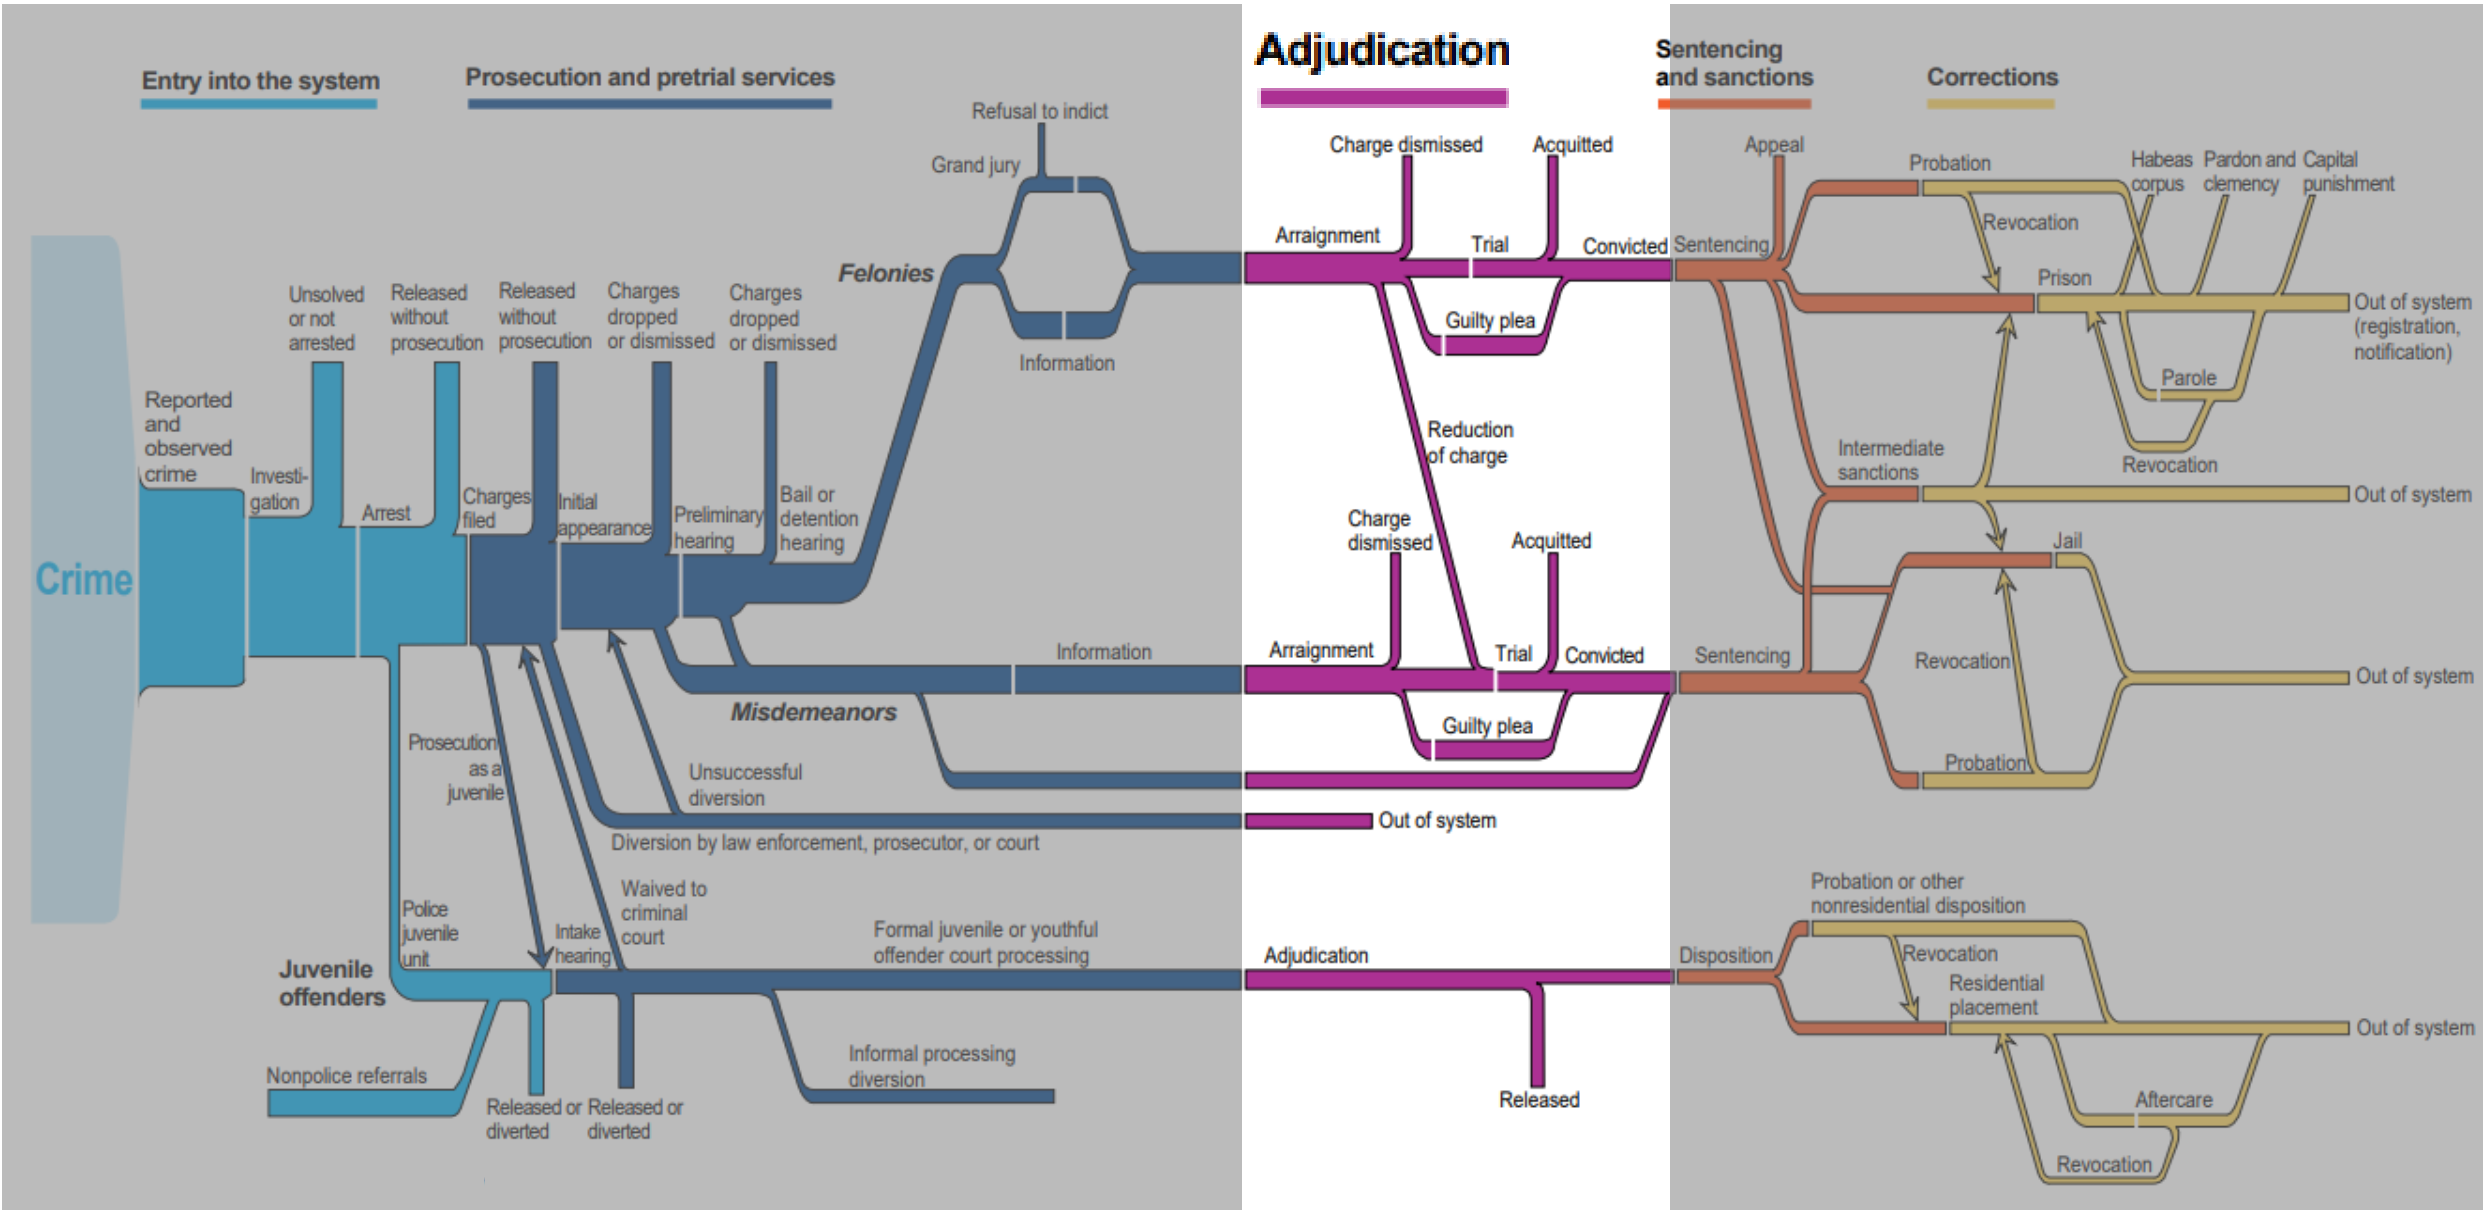 Adjudication
Sentencing
and sanctions
Entry into the system
Prosecution and pretrial services
Corrections
Refusal to indict
Grand jury
Charge dismissed
Acquitted
Appeal
Probation
Habeas
corpus
Pardon and
clemency
Capital
punishment
Revocation
Arraignment
Trial
Convicted
Sentencing
Felonies
Prison
Unsolved
or not
arrested
Released
without
prosecution
Released
without
prosecution
Charges
dropped
or dismissed
Charges
dropped
or dismissed
Information
Guilty plea
Out of system
(registration,
notification)
Parole
Revocation
Reported
and
observed
crime
Investi-
gation
Arrest
Charges
filed
Initial
appearance
Preliminary
hearing
Bail or
detention
hearing
Reduction
of charge
Intermediate
sanctions
Out of system
Crime
Charge
dismissed
Acquitted
Jail
Information
Arraignment
Trial
Convicted
Sentencing
Revocation
Out of system
Misdemeanors
Guilty plea
Probation
Prosecution
as a
juvenile
Unsuccessful
diversion
Out of system
Diversion by law enforcement, prosecutor, or court
Waived to
criminal
court
Police
juvenile
unit
Intake
hearing
Formal juvenile or youthful
offender court processing
Adjudication
Disposition
Probation or other
nonresidential disposition
Revocation
Residential
placement
Out of system
Juvenile
offenders
Nonpolice referrals
Released or
diverted
Released or
diverted
Informal processing
diversion
Released
Aftercare
Revocation